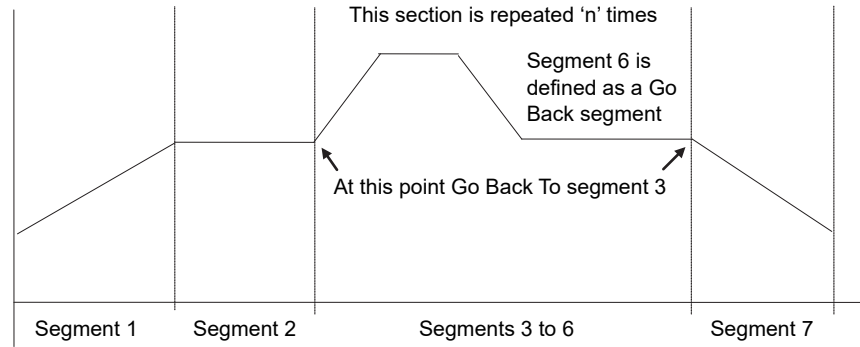 This section is repeated ‘n’ times
Segment 6 is
defined as a Go
Back segment
At this point Go Back To segment 3
Segment 1
Segment 2
Segments 3 to 6
Segment 7